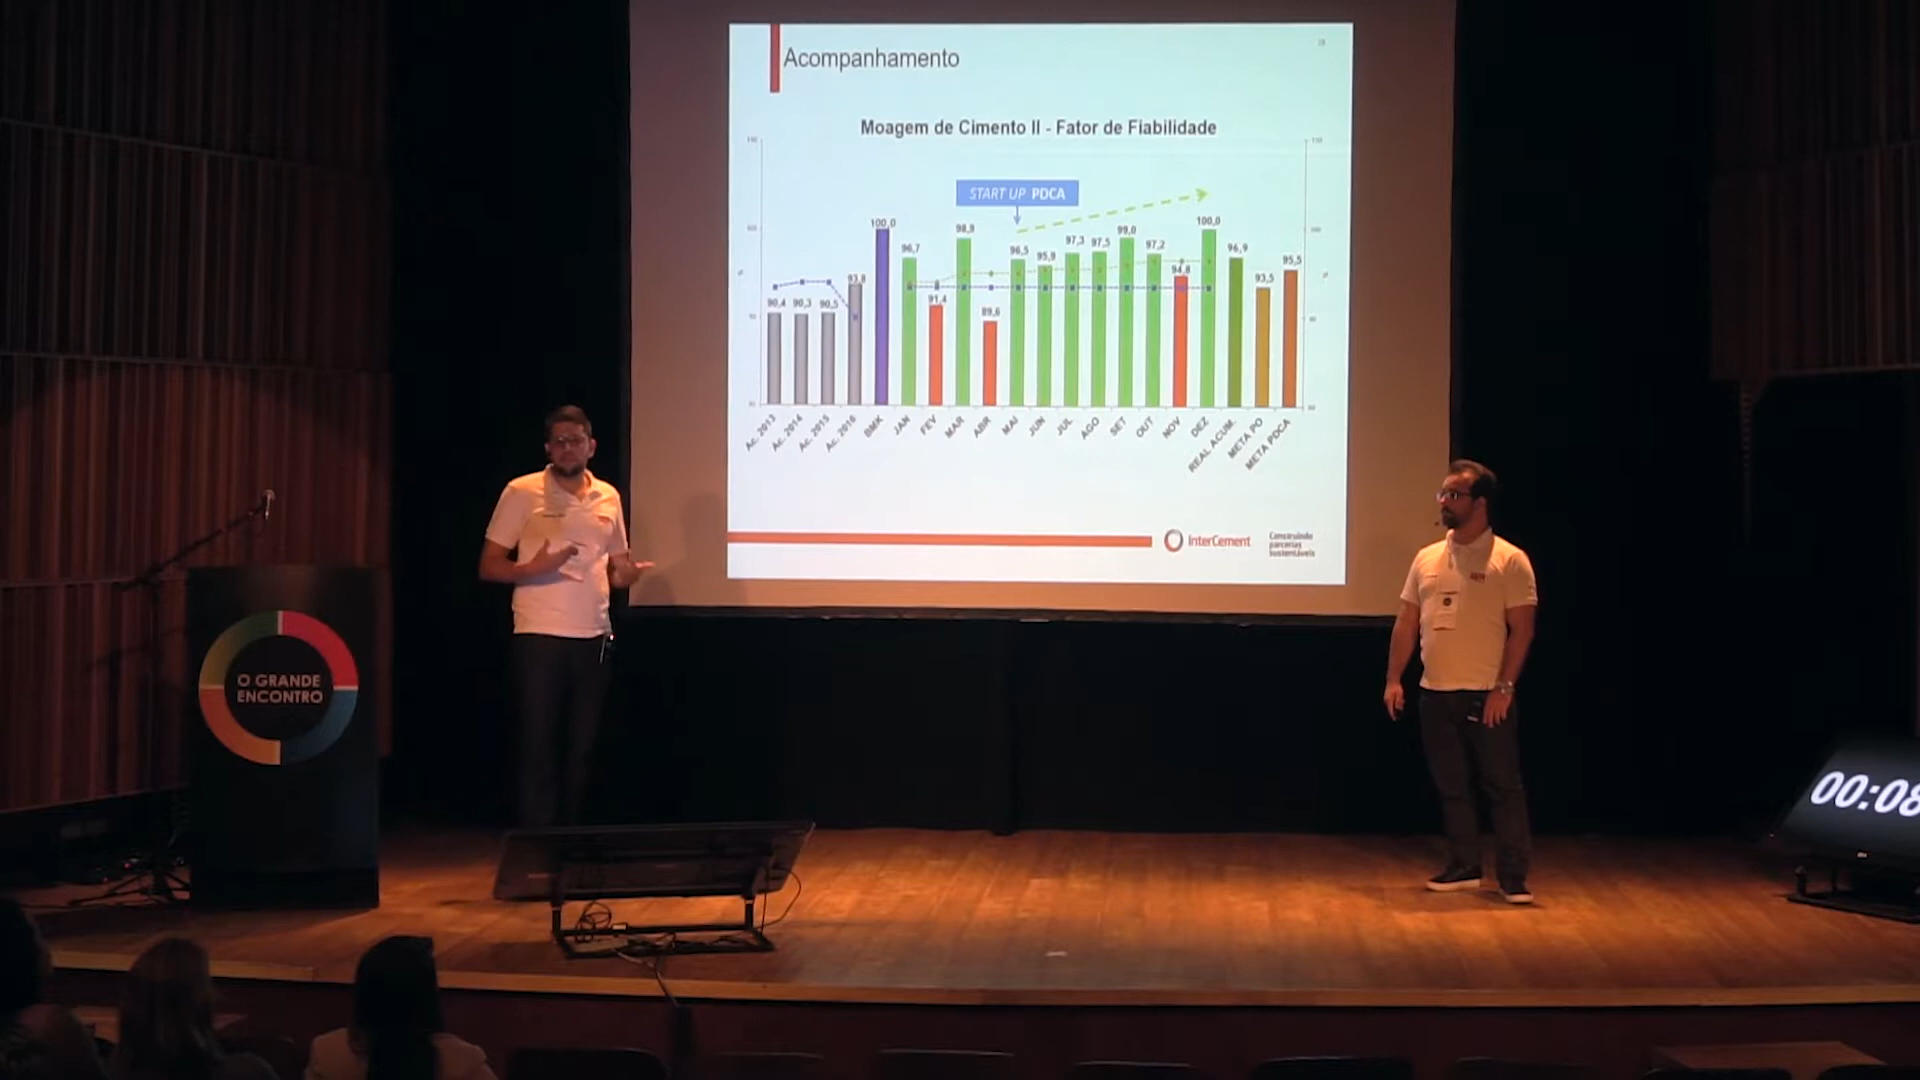 Acompanhamento
Moagem de Cimento II - Fator de Fiabilidade
START UP PDCA
100,0
96,7
91,4
98,9
89,6
96,5
95,9
97,3
97,5
99,0
97,2
94,8
100,0
96,9
93,5
95,5
90,4
90,3
90,5
93,8
Ac. 2013
Ac. 2014
Ac. 2015
Ac. 2016
BMK
JAN
FEV
MAR
ABR
MAI
JUN
JUL
AGO
SET
OUT
NOV
DEZ
REAL ACUM.
META PO
META PDCA
InterCement
Construindo
parcerias
sustentáveis
O GRANDE
ENCONTRO
00:08